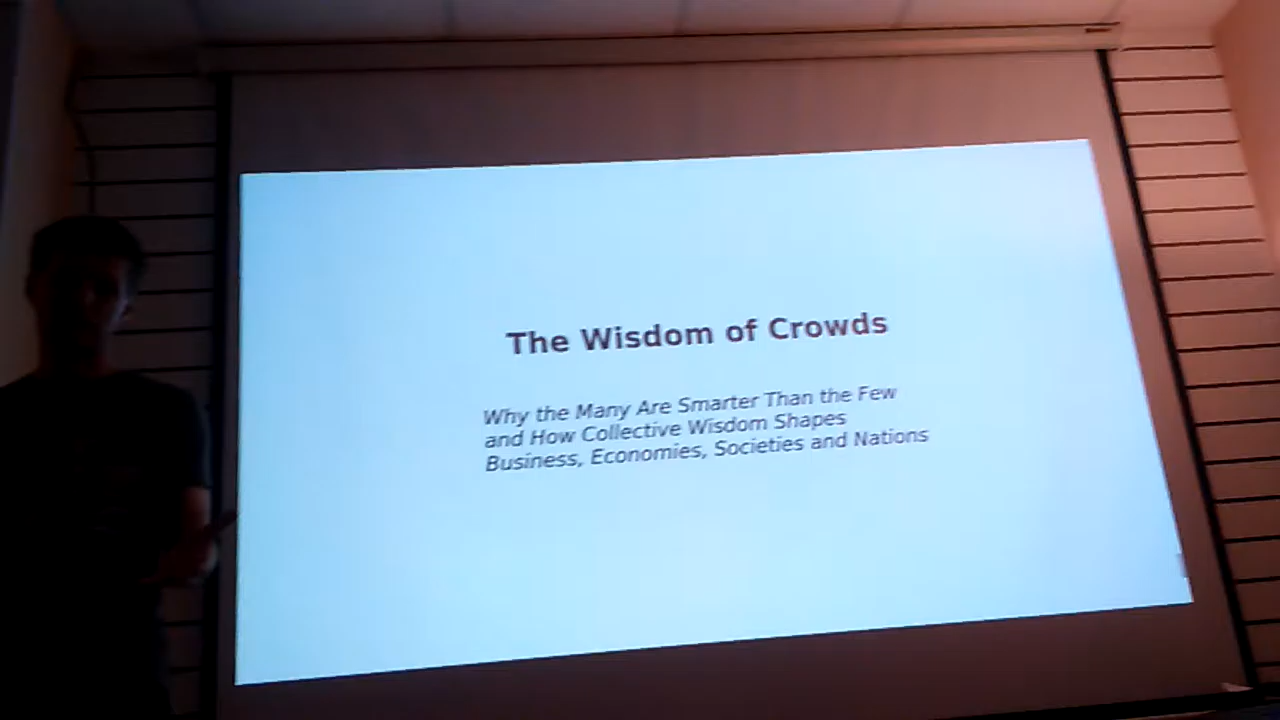 The Wisdom of Crowds
Why the Many Are Smarter Than the Few
and How Collective Wisdom Shapes
Business, Economies, Societies and Nations